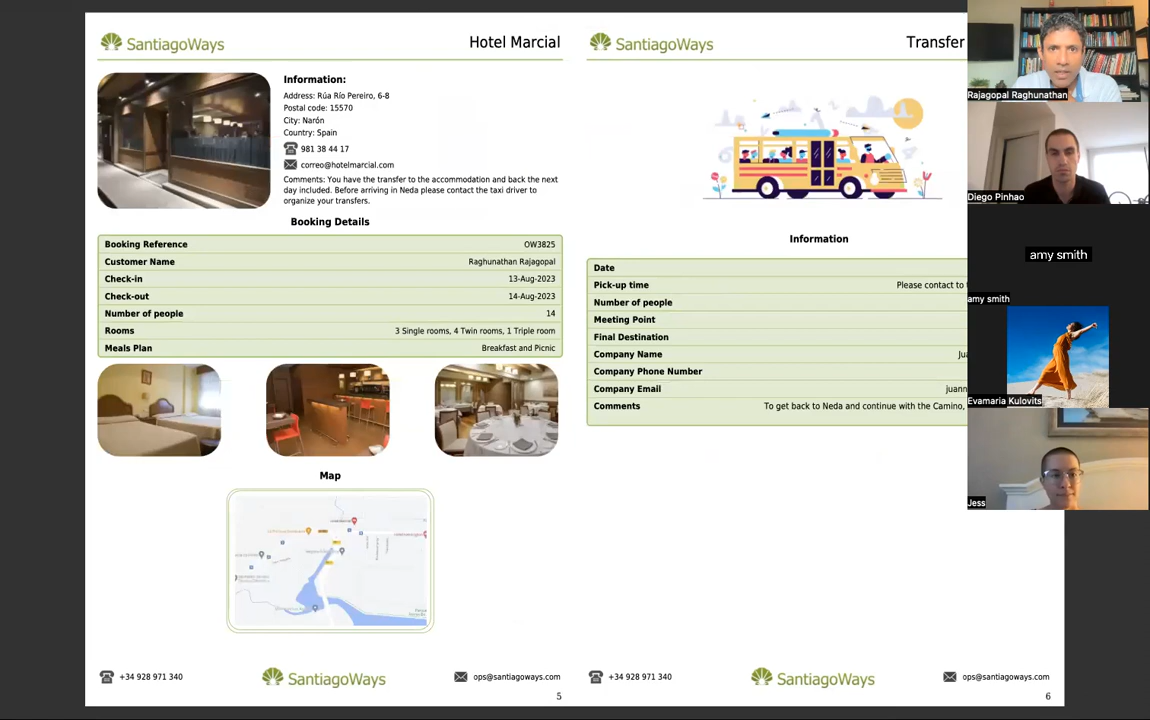 SantiagoWays
Hotel Marcial
Information:
Address: Rúa Río Pereiro, 6-8
Postal code: 15570
City: Narón
Country: Spain
981 38 44 17
correo@hotelmarcial.com
Comments: You have the transfer to the accommodation and back the next
day included. Before arriving in Neda please contact the taxi driver to
organize your transfers.
Booking Details
Booking Reference OW3825
Customer Name Raghunathan Rajagopal
Check-in 13-Aug-2023
Check-out 14-Aug-2023
Number of people 14
Rooms 3 Single rooms, 4 Twin rooms, 1 Triple room
Meals Plan Breakfast and Picnic
Map
+34 928 971 340
SantiagoWays
ops@santiagoways.com
5
SantiagoWays
Transfer
Information
Date
Pick-up time Please contact to
Number of people
Meeting Point
Final Destination
Company Name
Company Phone Number
Company Email juann
Comments To get back to Neda and continue with the Camino,
+34 928 971 340
SantiagoWays
ops@santiagoways.com
6
Rajagopal Raghunathan
Diego Pinhao
amy smith
amy smith
Evamaria Kulovits
Jess